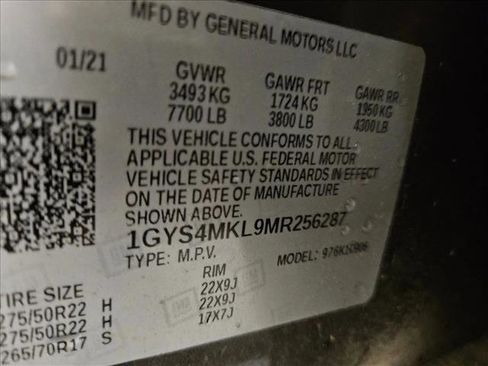 MFD BY GENERAL MOTORS LLC
01/21
GVWR GAWR FRT GAWR RR
3493 KG 1724 KG 1950 KG
7700 LB 3800 LB 4300 LB
THIS VEHICLE CONFORMS TO ALL
APPLICABLE U.S. FEDERAL MOTOR
VEHICLE SAFETY STANDARDS IN EFFECT
ON THE DATE OF MANUFACTURE
SHOWN ABOVE.
1GYS4MKL9MR256287
TYPE: M.P.V. MODEL:
TIRE SIZE RIM
275/50R22 H 22X9J
275/50R22 H 22X9J
265/70R17 S 17X7J